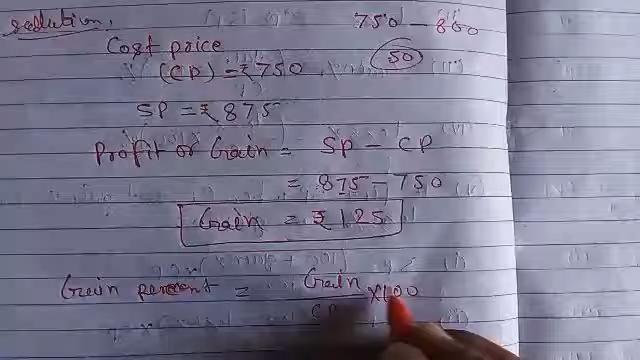 Solution. 750 - 800
50
Cost price
(CP) = ₹750
SP = ₹875
Profit or Gain = SP - CP
= 875 - 750
Gain = ₹125
Gain percent = Gain/CP × 100